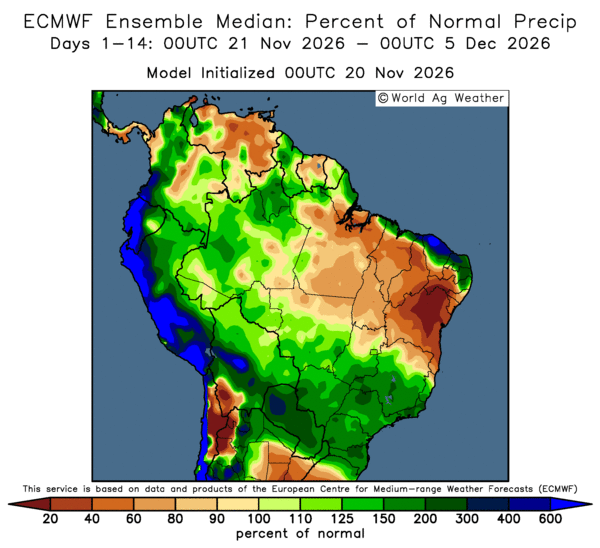 ECMWF Ensemble Median: Percent of Normal Precip
Days 1-14: 00UTC 21 Nov 2026 - 00UTC 5 Dec 2026
Model Initialized 00UTC 20 Nov 2026
© World Ag Weather
This service is based on data and products of the European Centre for Medium-range Weather Forecasts (ECMWF)
20 40 60 80 90 100 110 125 150 200 300 400 600
percent of normal